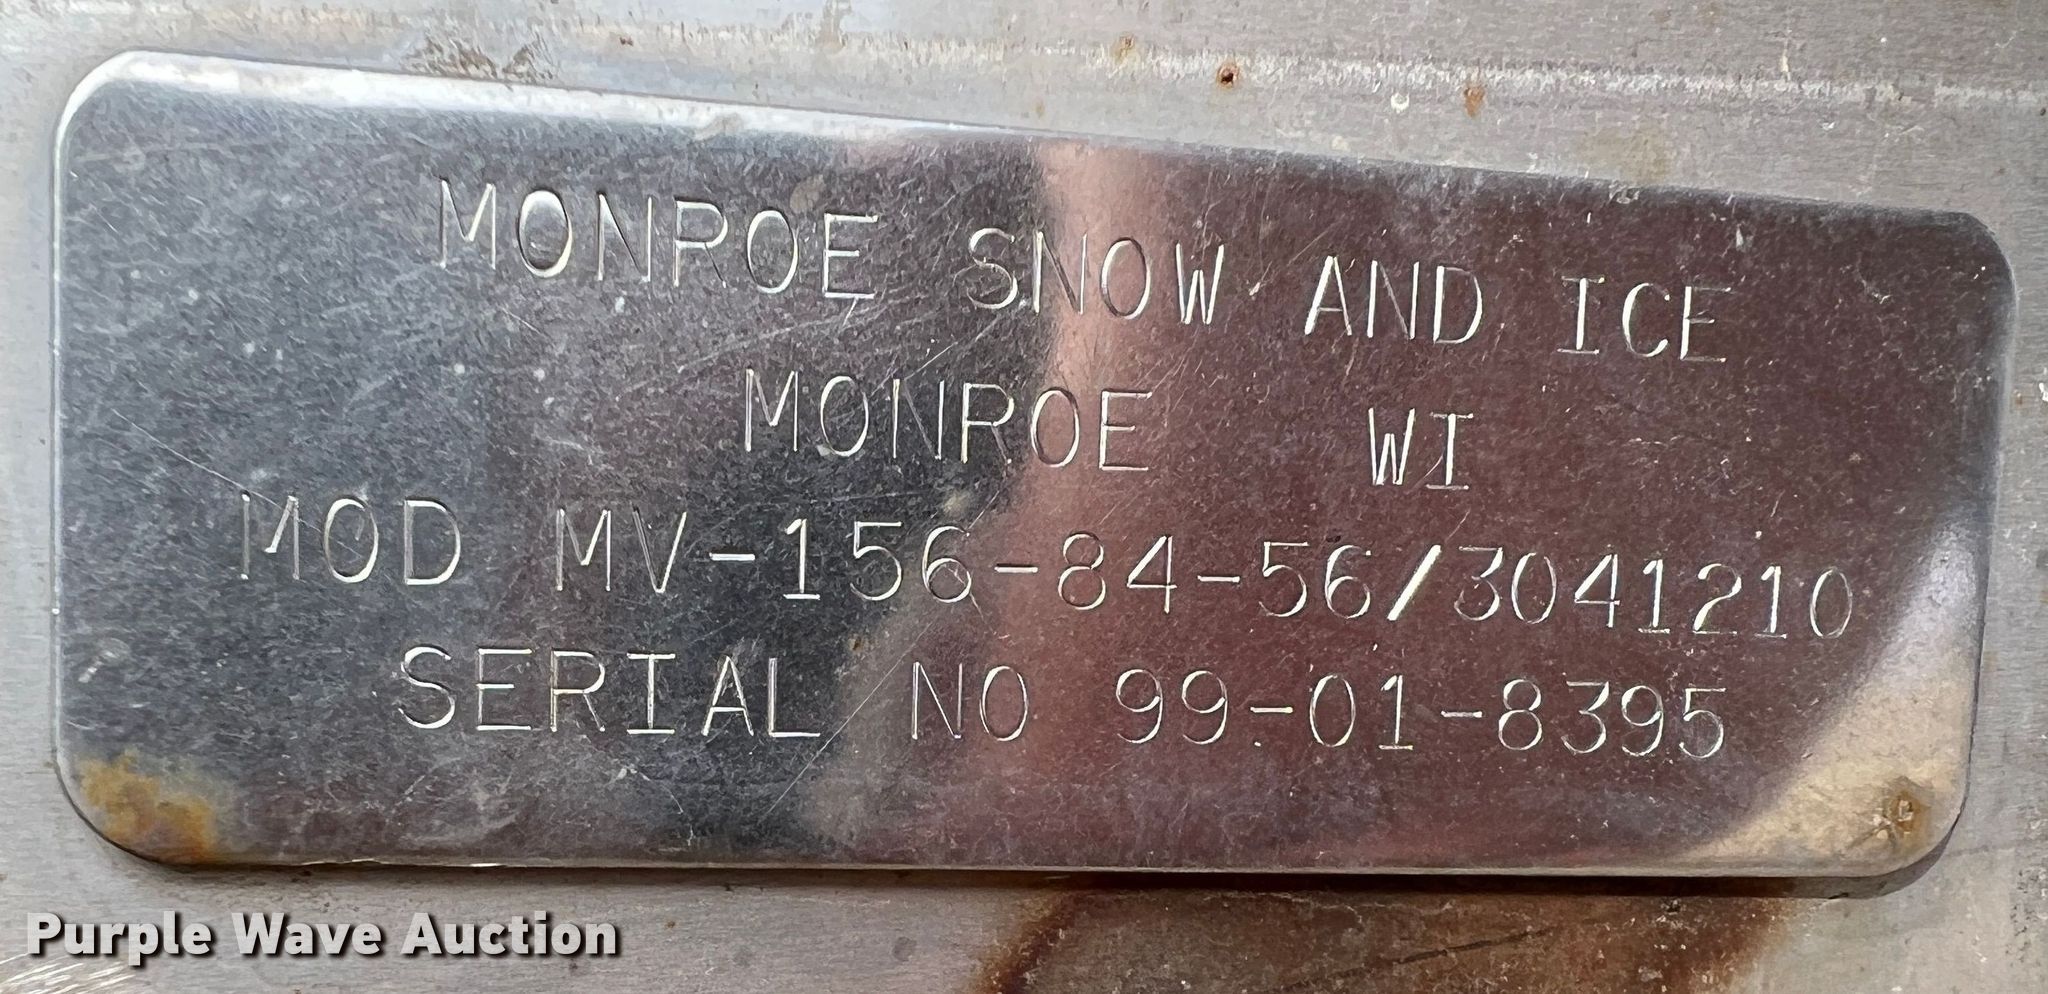 MONROE SNOW AND ICE
MONROE WI
MOD MV-156-84-56/3041210
SERIAL NO 99-01-8395
Purple Wave Auction